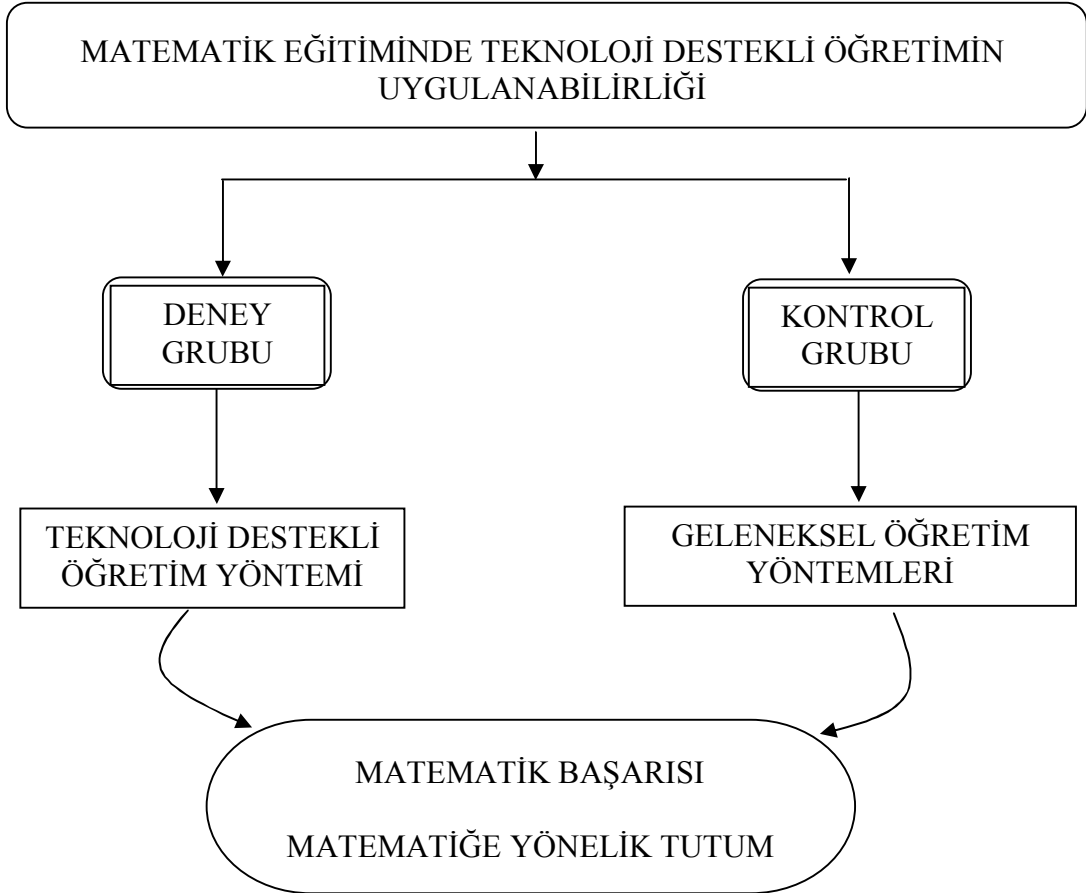 MATEMATİK EĞİTİMİNDE TEKNOLOJİ DESTEKLİ ÖĞRETİMİN
UYGULANABİLİRLİĞİ
DENEY
GRUBU
KONTROL
GRUBU
TEKNOLOJİ DESTEKLİ
ÖĞRETİM YÖNTEMİ
GELENEKSEL ÖĞRETİM
YÖNTEMLERİ
MATEMATİK BAŞARISI
MATEMATİĞE YÖNELİK TUTUM